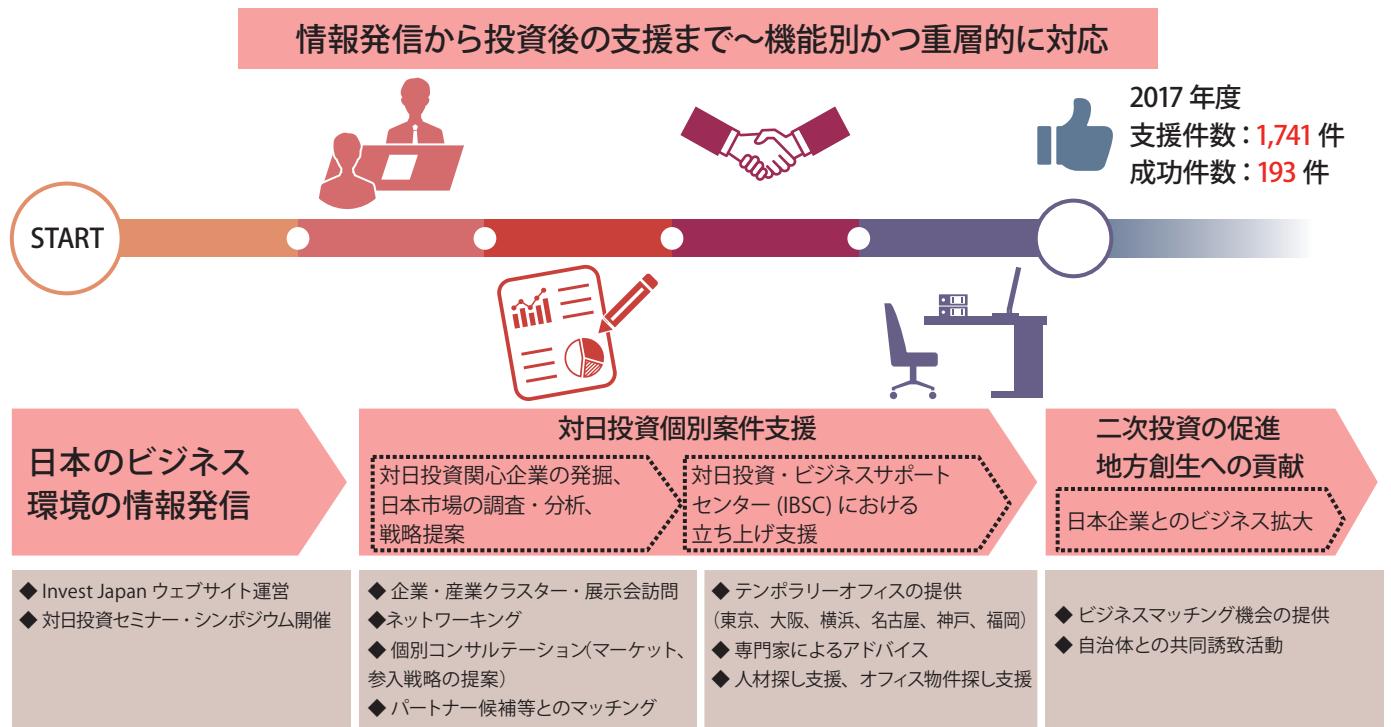 情報発信から投資後の支援まで～機能別かつ重層的に対応
2017 年度
支援件数：1,741 件
成功件数：193 件
START
日本のビジネス
環境の情報発信
対日投資個別案件支援
対日投資関心企業の発掘、
日本市場の調査・分析、
戦略提案
対日投資・ビジネスサポート
センター (IBSC) における
立ち上げ支援
二次投資の促進
地方創生への貢献
日本企業とのビジネス拡大
◆ Invest Japan ウェブサイト運営
◆ 対日投資セミナー・シンポジウム開催
◆ 企業・産業クラスター・展示会訪問
◆ネットワーキング
◆ 個別コンサルテーション(マーケット、
参入戦略の提案）
◆ パートナー候補等とのマッチング
◆ テンポラリーオフィスの提供
（東京、大阪、横浜、名古屋、神戸、福岡）
◆ 専門家によるアドバイス
◆ 人材探し支援、オフィス物件探し支援
◆ ビジネスマッチング機会の提供
◆ 自治体との共同誘致活動